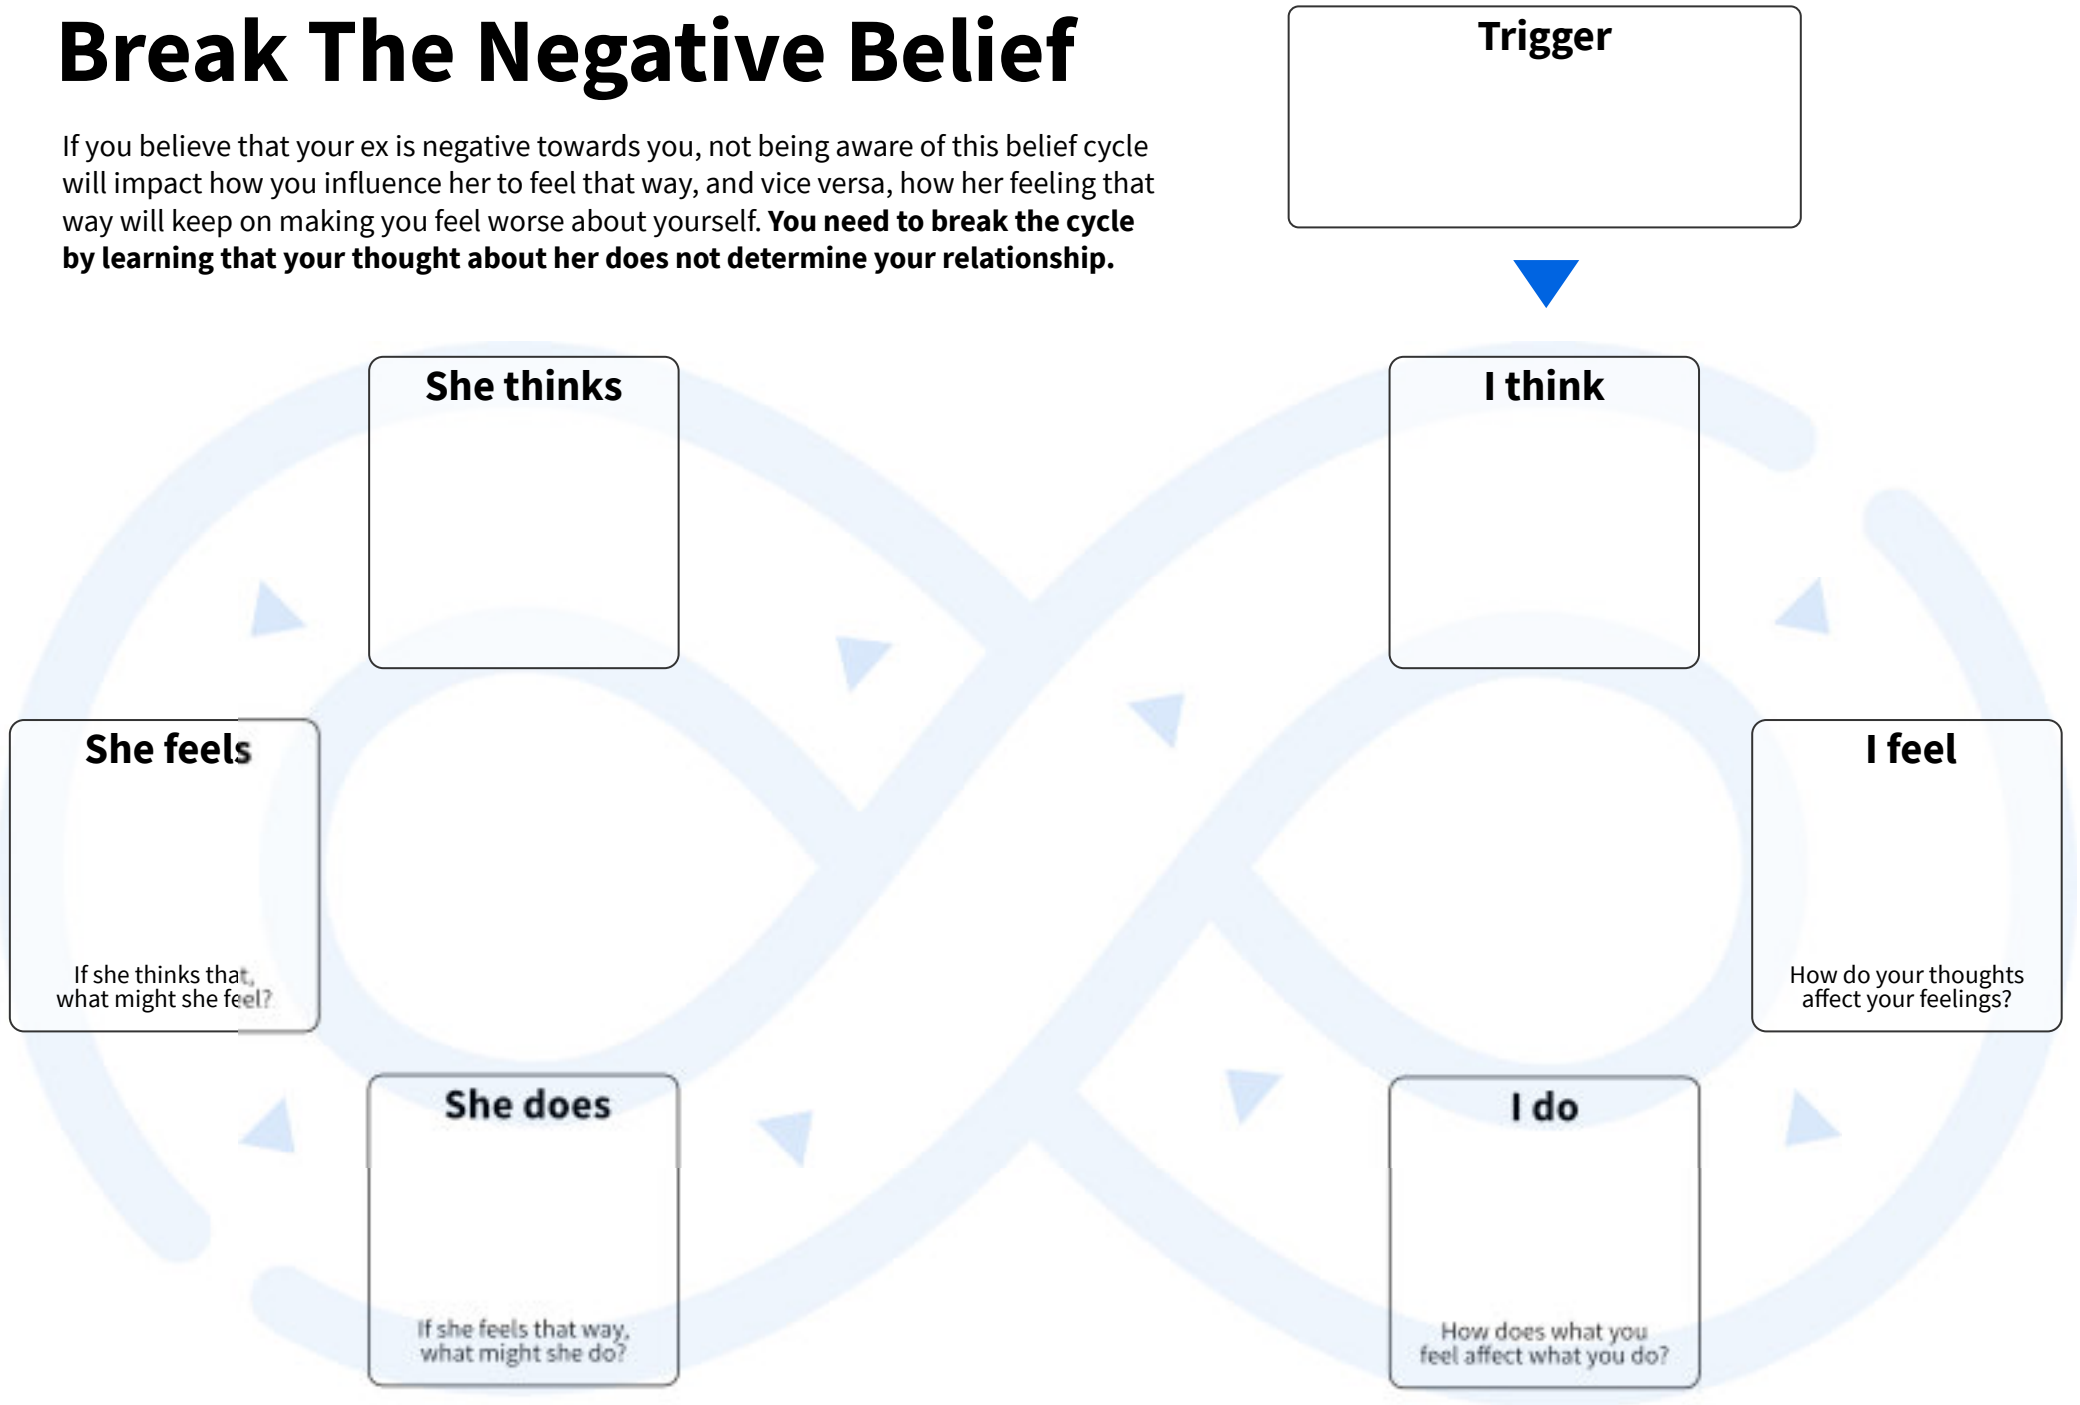 Break The Negative Belief
If you believe that your ex is negative towards you, not being aware of this belief cycle
will impact how you influence her to feel that way, and vice versa, how her feeling that
way will keep on making you feel worse about yourself. You need to break the cycle
by learning that your thought about her does not determine your relationship.
Trigger
I think
I feel
How do your thoughts
affect your feelings?
I do
How does what you
feel affect what you do?
She thinks
She feels
If she thinks that,
what might she feel?
She does
If she feels that way,
what might she do?